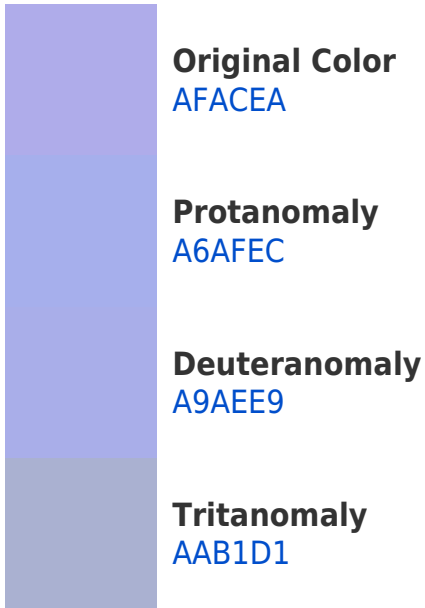 Original Color
AFACEA
Protanomaly
A6AFEC
Deuteranomaly
A9AEE9
Tritanomaly
AAB1D1